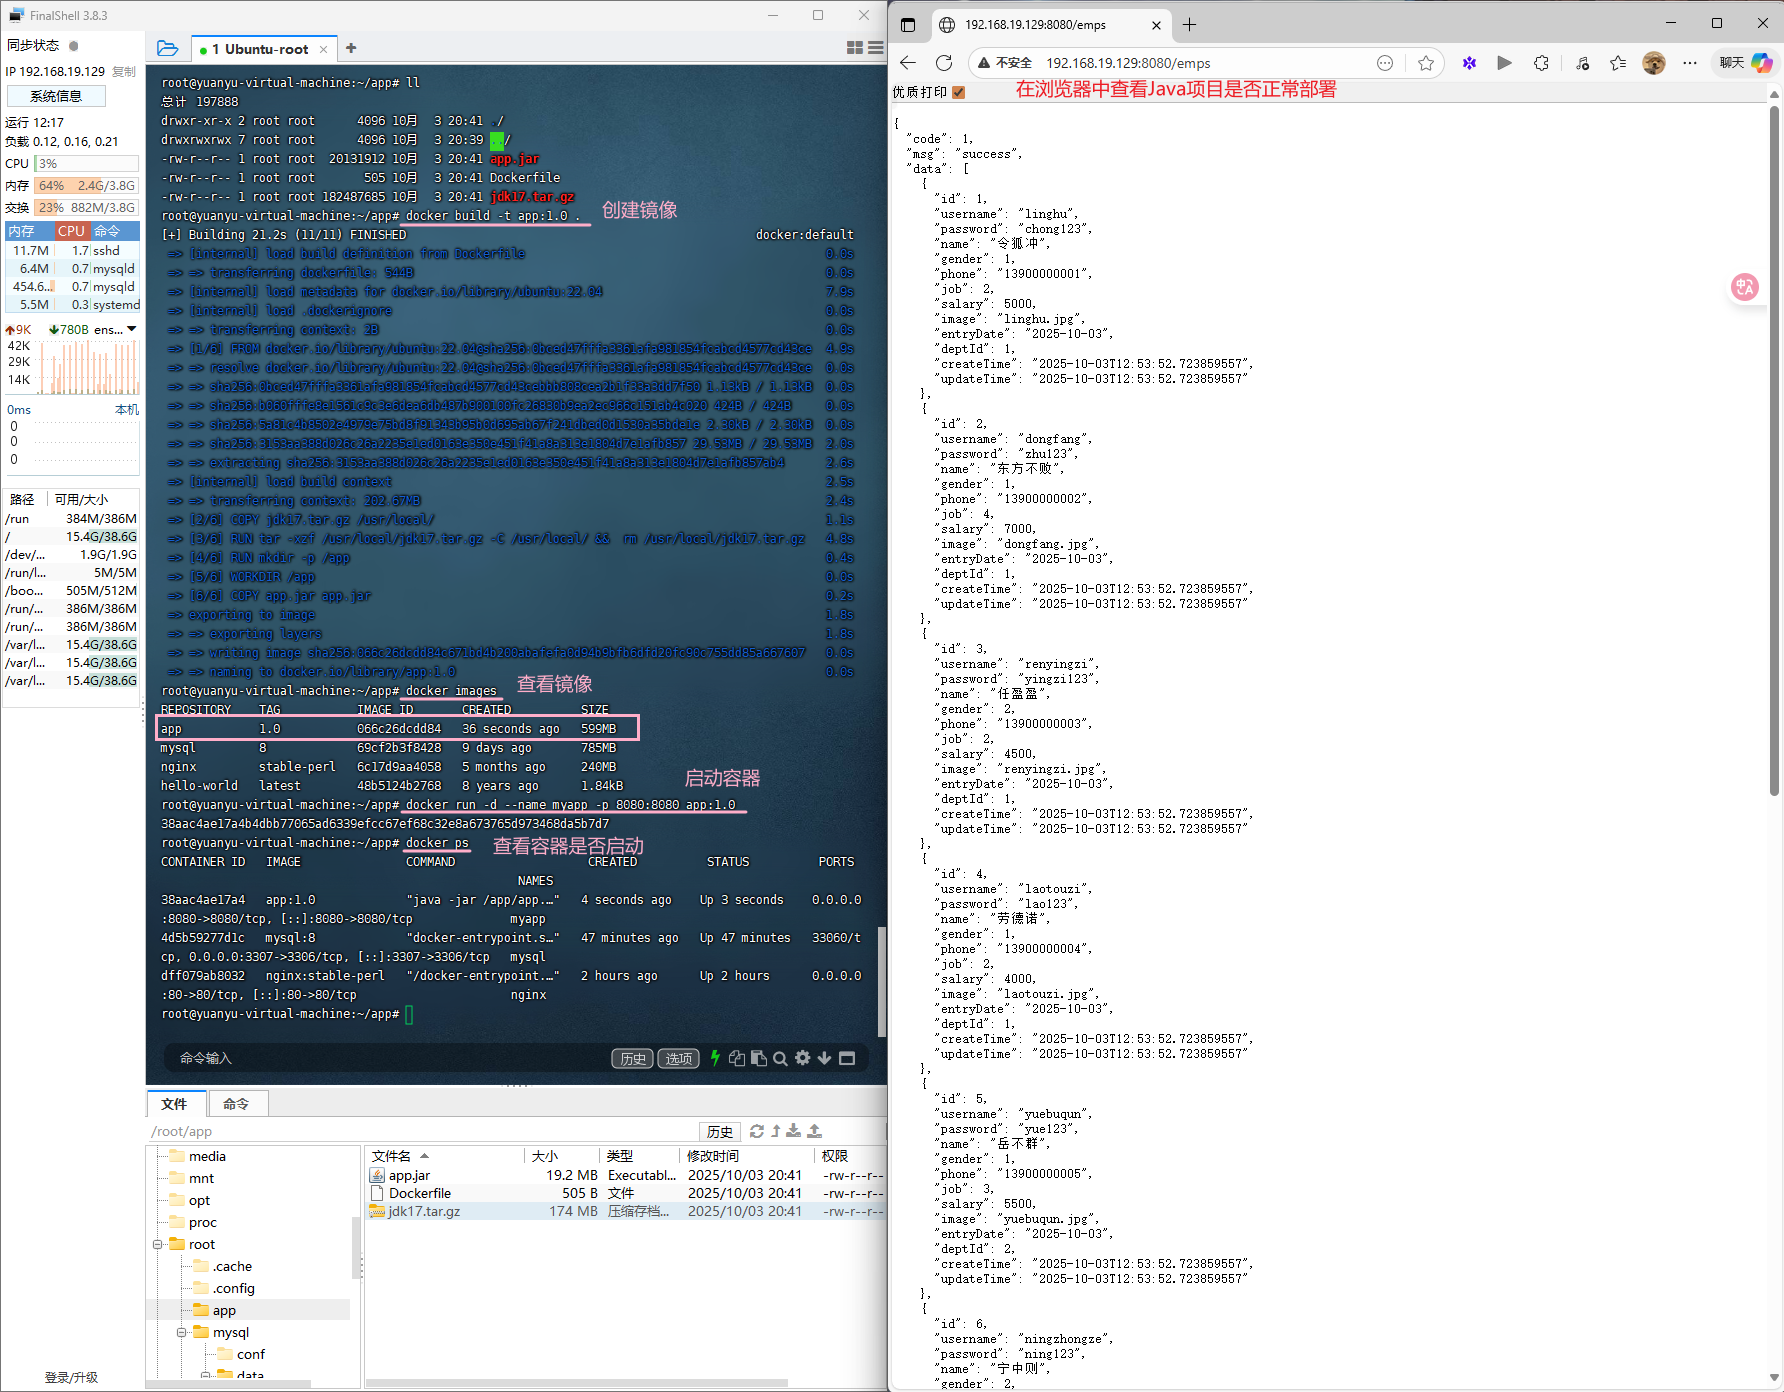 FinalShell 3.8.3
同步状态
IP 192.168.19.129 复制
系统信息
运行 12:17
负载 0.12, 0.16, 0.21
CPU 3%
内存 64% 2.4G/3.8G
交换 23% 882M/3.8G
内存 CPU 命令
11.7M 1.7 sshd
6.4M 0.7 mysqld
454.6... 0.7 mysqld
5.5M 0.3 systemd
9K 780B ens...
42K
29K
14K
0ms 本机
0
0
0
路径 可用/大小
/run 384M/386M
/ 15.4G/38.6G
/dev/... 1.9G/1.9G
/run/l... 5M/5M
/boo... 505M/512M
/run/... 386M/386M
/run/... 386M/386M
/var/l... 15.4G/38.6G
/var/l... 15.4G/38.6G
/var/l... 15.4G/38.6G
登录/升级
1 Ubuntu-root
root@yuanyu-virtual-machine:~/app# ll
总计 197888
drwxr-xr-x 2 root root 4096 10月 3 20:41 ./
drwxrwxrwx 7 root root 4096 10月 3 20:39 ../
-rw-r--r-- 1 root root 20131912 10月 3 20:41 app.jar
-rw-r--r-- 1 root root 505 10月 3 20:41 Dockerfile
-rw-r--r-- 1 root root 182487685 10月 3 20:41 jdk17.tar.gz
root@yuanyu-virtual-machine:~/app# docker build -t app:1.0 . 创建镜像
[+] Building 21.2s (11/11) FINISHED docker:default
=> [internal] load build definition from Dockerfile 0.0s
=> => transferring dockerfile: 544B 0.0s
=> [internal] load metadata for docker.io/library/ubuntu:22.04 7.9s
=> [internal] load .dockerignore 0.0s
=> => transferring context: 2B 0.0s
=> [1/6] FROM docker.io/library/ubuntu:22.04@sha256: 4.9s
=> => resolve docker.io/library/ubuntu:22.04@sha256: 0.0s
=> => 1.13kB / 1.13kB 0.0s
=> => 424B / 424B 0.0s
=> => 2.30kB / 2.30kB 0.0s
=> => 29.53MB / 29.53MB 2.0s
=> => extracting 2.6s
=> [internal] load build context 2.5s
=> => transferring context: 202.67MB 2.4s
=> [2/6] COPY jdk17.tar.gz /usr/local/ 1.1s
=> [3/6] RUN tar -xzf /usr/local/jdk17.tar.gz -C /usr/local/ && rm /usr/local/jdk17.tar.gz 4.8s
=> [4/6] RUN mkdir -p /app 0.4s
=> [5/6] WORKDIR /app 0.0s
=> [6/6] COPY app.jar app.jar 0.2s
=> exporting to image 1.8s
=> => exporting layers 1.8s
=> => writing image 0.0s
=> => naming to docker.io/library/app:1.0 0.0s
root@yuanyu-virtual-machine:~/app# docker images 查看镜像
REPOSITORY TAG IMAGE ID CREATED SIZE
app 1.0 066c26dcdd84 36 seconds ago 599MB
mysql 8 69cf2b3f8428 9 days ago 785MB
nginx stable-perl 6c17d9aa4058 5 months ago 240MB
hello-world latest 48b5124b2768 8 years ago 1.84kB
启动容器
root@yuanyu-virtual-machine:~/app# docker run -d --name myapp -p 8080:8080 app:1.0
38aac4ae17a4b4dbb77065ad6339efcc67ef68c32e8a673765d973468da5b7d7
root@yuanyu-virtual-machine:~/app# docker ps 查看容器是否启动
CONTAINER ID IMAGE COMMAND CREATED STATUS PORTS
NAMES
38aac4ae17a4 app:1.0 "java -jar /app/app.…" 4 seconds ago Up 3 seconds 0.0.0.0
:8080->8080/tcp, [::]:8080->8080/tcp myapp
4d5b59277d1c mysql:8 "docker-entrypoint.s…" 47 minutes ago Up 47 minutes 33060/t
cp, 0.0.0.0:3307->3306/tcp, [::]:3307->3306/tcp mysql
dff079ab8032 nginx:stable-perl "/docker-entrypoint.…" 2 hours ago Up 2 hours 0.0.0.0
:80->80/tcp, [::]:80->80/tcp nginx
root@yuanyu-virtual-machine:~/app#
命令输入 历史 选项
文件 命令
/root/app 历史
media
mnt
opt
proc
root
.cache
.config
app
mysql
conf
data
文件名 大小 类型 修改时间 权限
app.jar 19.2 MB Executabl... 2025/10/03 20:41 -rw-r--r--
Dockerfile 505 B 文件 2025/10/03 20:41 -rw-r--r--
jdk17.tar.gz 174 MB 压缩存档... 2025/10/03 20:41 -rw-r--r--
192.168.19.129:8080/emps
不安全 192.168.19.129:8080/emps 聊天
优质打印 在浏览器中查看Java项目是否正常部署
{
"code": 1,
"msg": "success",
"data": [
{
"id": 1,
"username": "linghu",
"password": "chong123",
"name": "令狐冲",
"gender": 1,
"phone": "13900000001",
"job": 2,
"salary": 5000,
"image": "linghu.jpg",
"entryDate": "2025-10-03",
"deptId": 1,
"createTime": "2025-10-03T12:53:52.723859557",
"updateTime": "2025-10-03T12:53:52.723859557"
},
{
"id": 2,
"username": "dongfang",
"password": "zhu123",
"name": "东方不败",
"gender": 1,
"phone": "13900000002",
"job": 4,
"salary": 7000,
"image": "dongfang.jpg",
"entryDate": "2025-10-03",
"deptId": 1,
"createTime": "2025-10-03T12:53:52.723859557",
"updateTime": "2025-10-03T12:53:52.723859557"
},
{
"id": 3,
"username": "renyingzi",
"password": "yingzi123",
"name": "任盈盈",
"gender": 2,
"phone": "13900000003",
"job": 2,
"salary": 4500,
"image": "renyingzi.jpg",
"entryDate": "2025-10-03",
"deptId": 1,
"createTime": "2025-10-03T12:53:52.723859557",
"updateTime": "2025-10-03T12:53:52.723859557"
},
{
"id": 4,
"username": "laotouzi",
"password": "lao123",
"name": "劳德诺",
"gender": 1,
"phone": "13900000004",
"job": 2,
"salary": 4000,
"image": "laotouzi.jpg",
"entryDate": "2025-10-03",
"deptId": 1,
"createTime": "2025-10-03T12:53:52.723859557",
"updateTime": "2025-10-03T12:53:52.723859557"
},
{
"id": 5,
"username": "yuebuqun",
"password": "yue123",
"name": "岳不群",
"gender": 1,
"phone": "13900000005",
"job": 3,
"salary": 5500,
"image": "yuebuqun.jpg",
"entryDate": "2025-10-03",
"deptId": 2,
"createTime": "2025-10-03T12:53:52.723859557",
"updateTime": "2025-10-03T12:53:52.723859557"
},
{
"id": 6,
"username": "ningzhongze",
"password": "ning123",
"name": "宁中则",
"gender": 2,